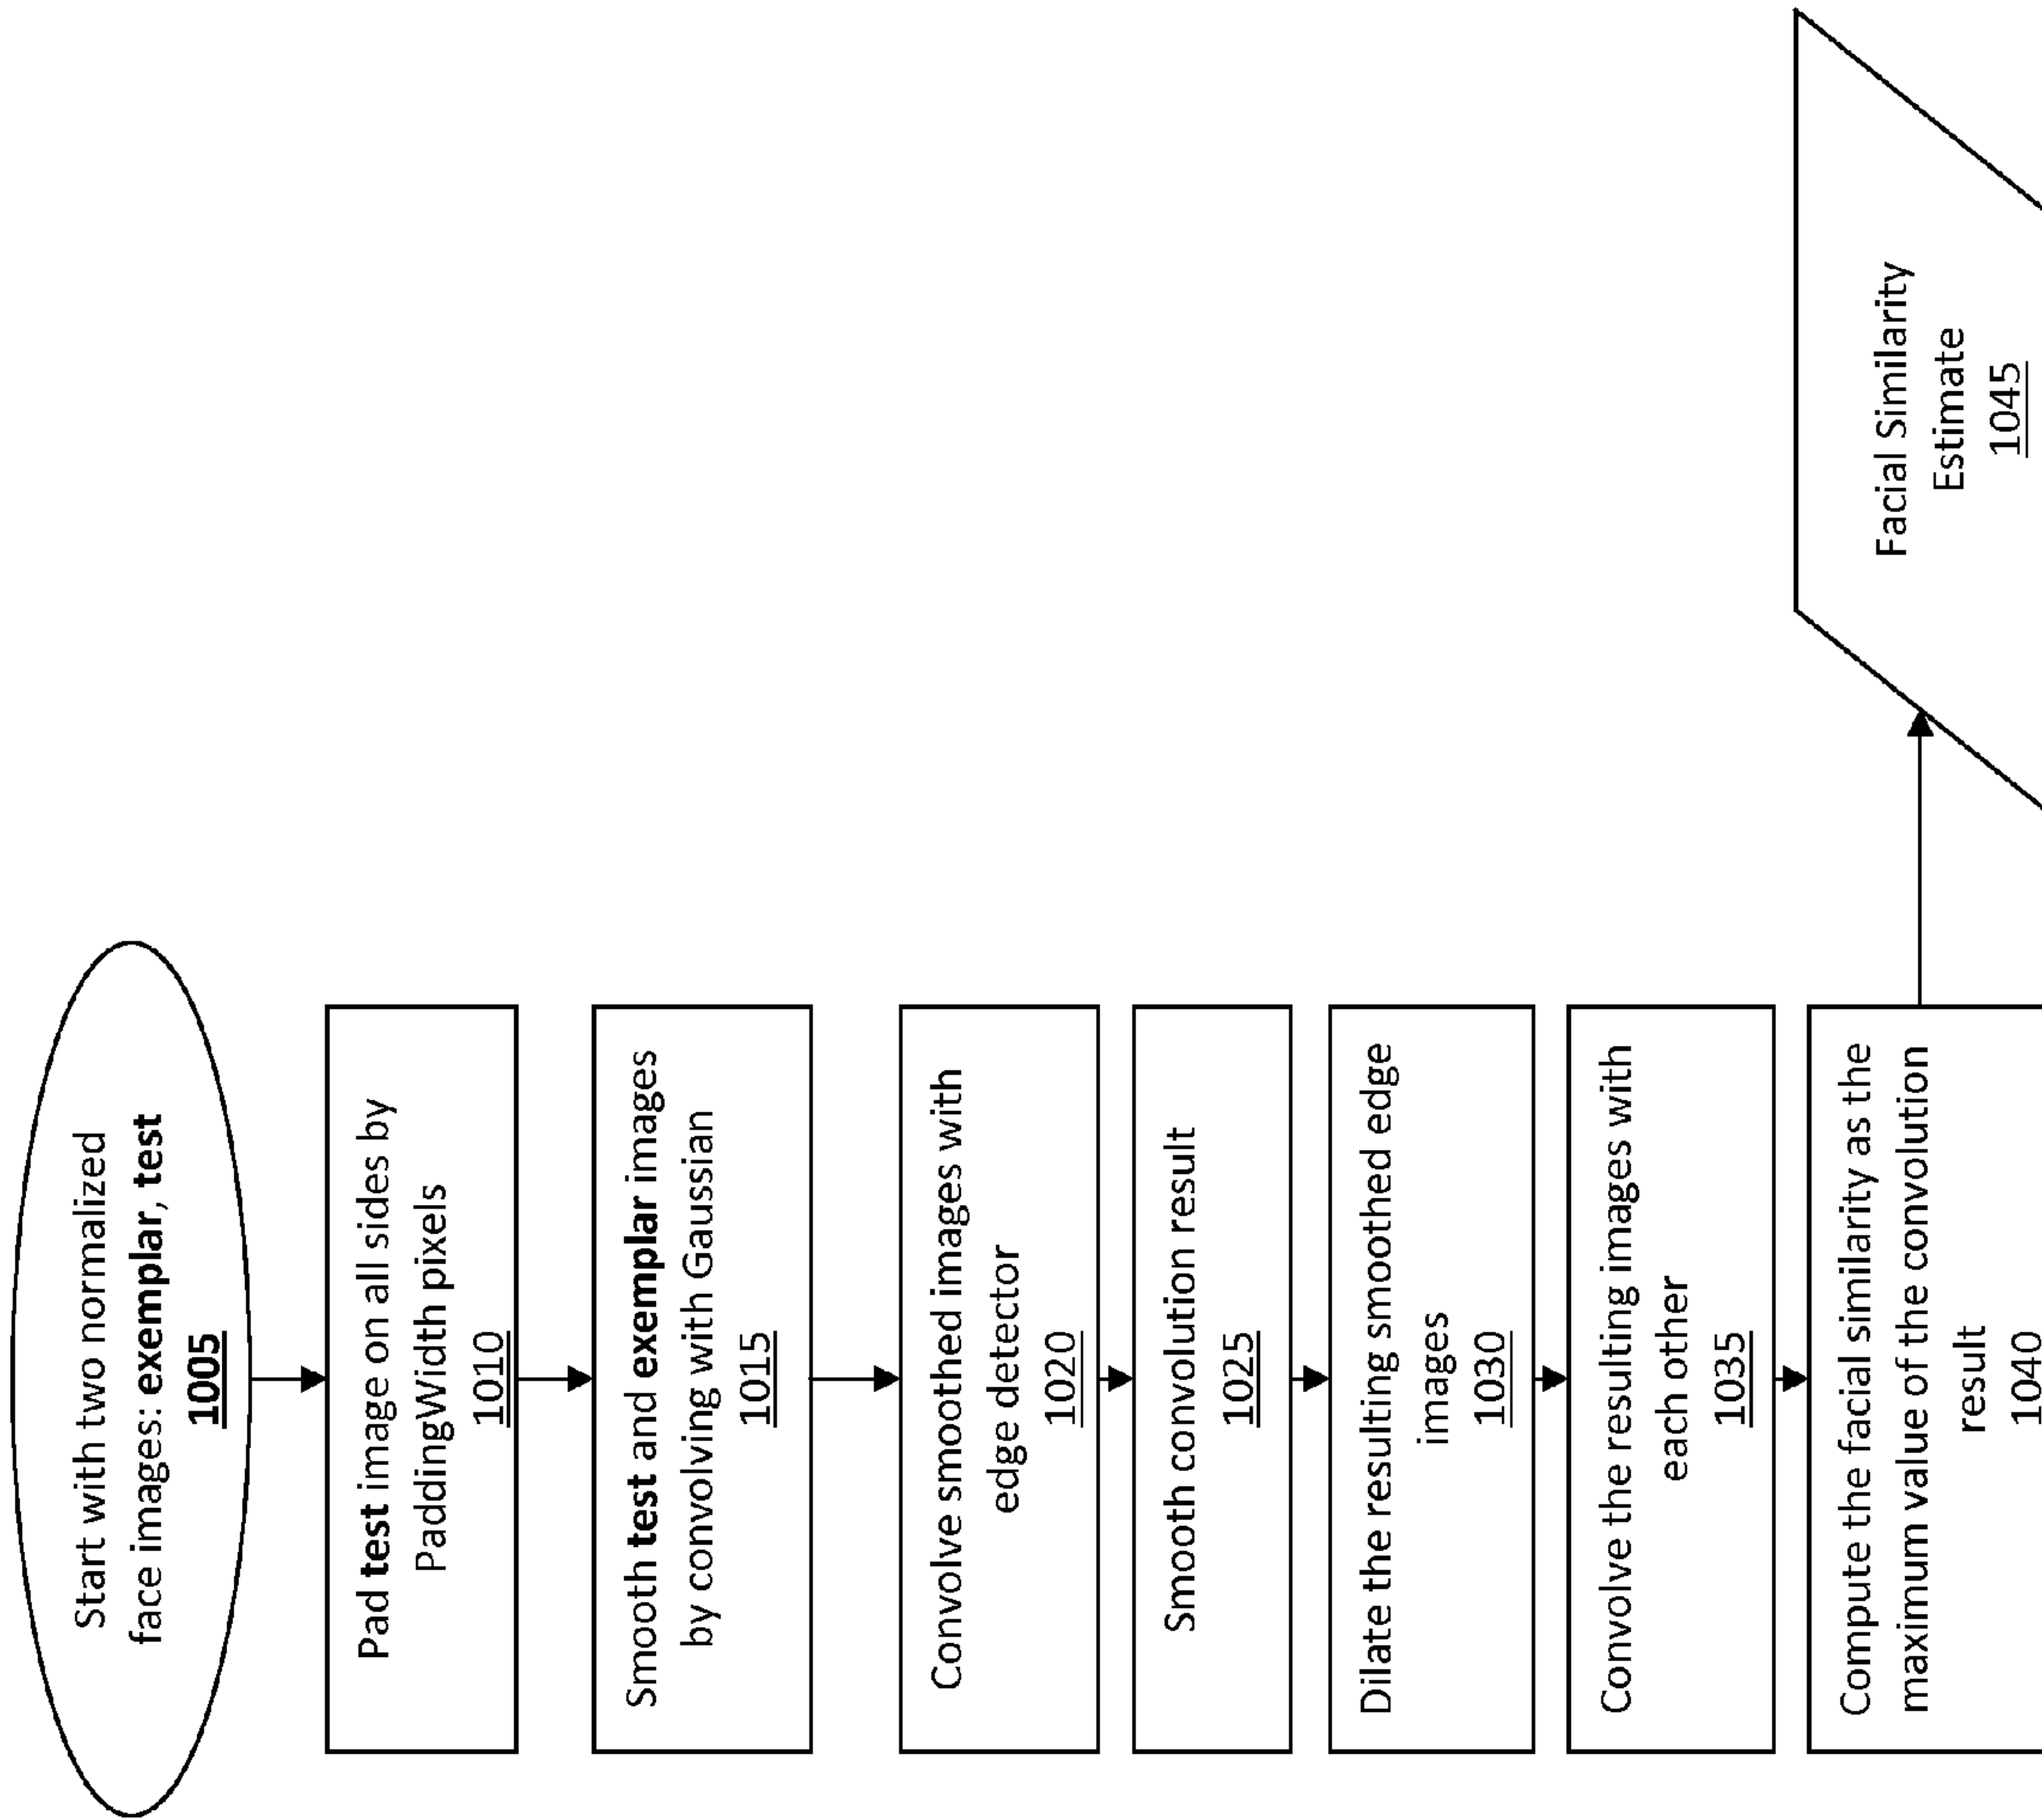 Start with two normalized
face images: exemplar, test
1005
Pad test image on all sides by
PaddingWidth pixels
1010
Smooth test and exemplar images
by convolving with Gaussian
1015
Convolve smoothed images with
edge detector
1020
Smooth convolution result
1025
Dilate the resulting smoothed edge
images
1030
Convolve the resulting images with
each other
1035
Compute the facial similarity as the
maximum value of the convolution
result
1040
Facial Similarity
Estimate
1045